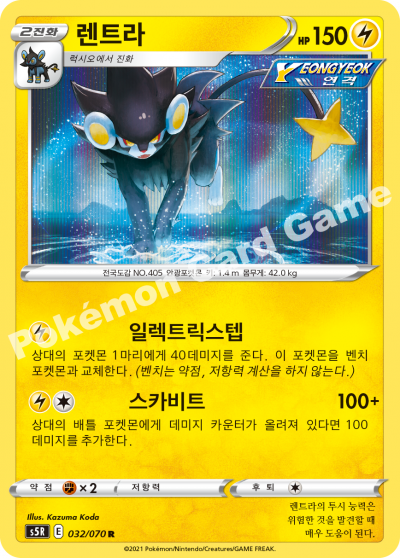 2진화
렌트라
HP 150
럭시오에서 진화
YEONGYEOK
연격
전국도감 NO.405 안광포켓몬 키: 1.4 m 몸무게: 42.0 kg
일렉트릭스텝
상대의 포켓몬 1마리에게 40데미지를 준다. 이 포켓몬을 벤치
포켓몬과 교체한다. (벤치는 약점, 저항력 계산을 하지 않는다.)
스카비트 100+
상대의 배틀 포켓몬에게 데미지 카운터가 올려져 있다면 100
데미지를 추가한다.
Pokémon Card Game
약점 ×2 저항력 후퇴
Illus. Kazuma Koda
s5R E 032/070 R
렌트라의 투시 능력은
위험한 것을 발견할 때
매우 도움이 된다.
©2021 Pokémon/Nintendo/Creatures/GAME FREAK.